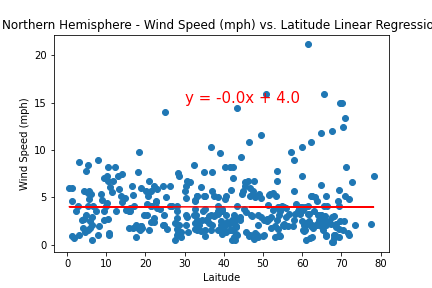 Northern Hemisphere - Wind Speed (mph) vs. Latitude Linear Regressio
20
15
10
5
0
Wind Speed (mph)
y = -0.0x + 4.0
0 10 20 30 40 50 60 70 80
Laitude